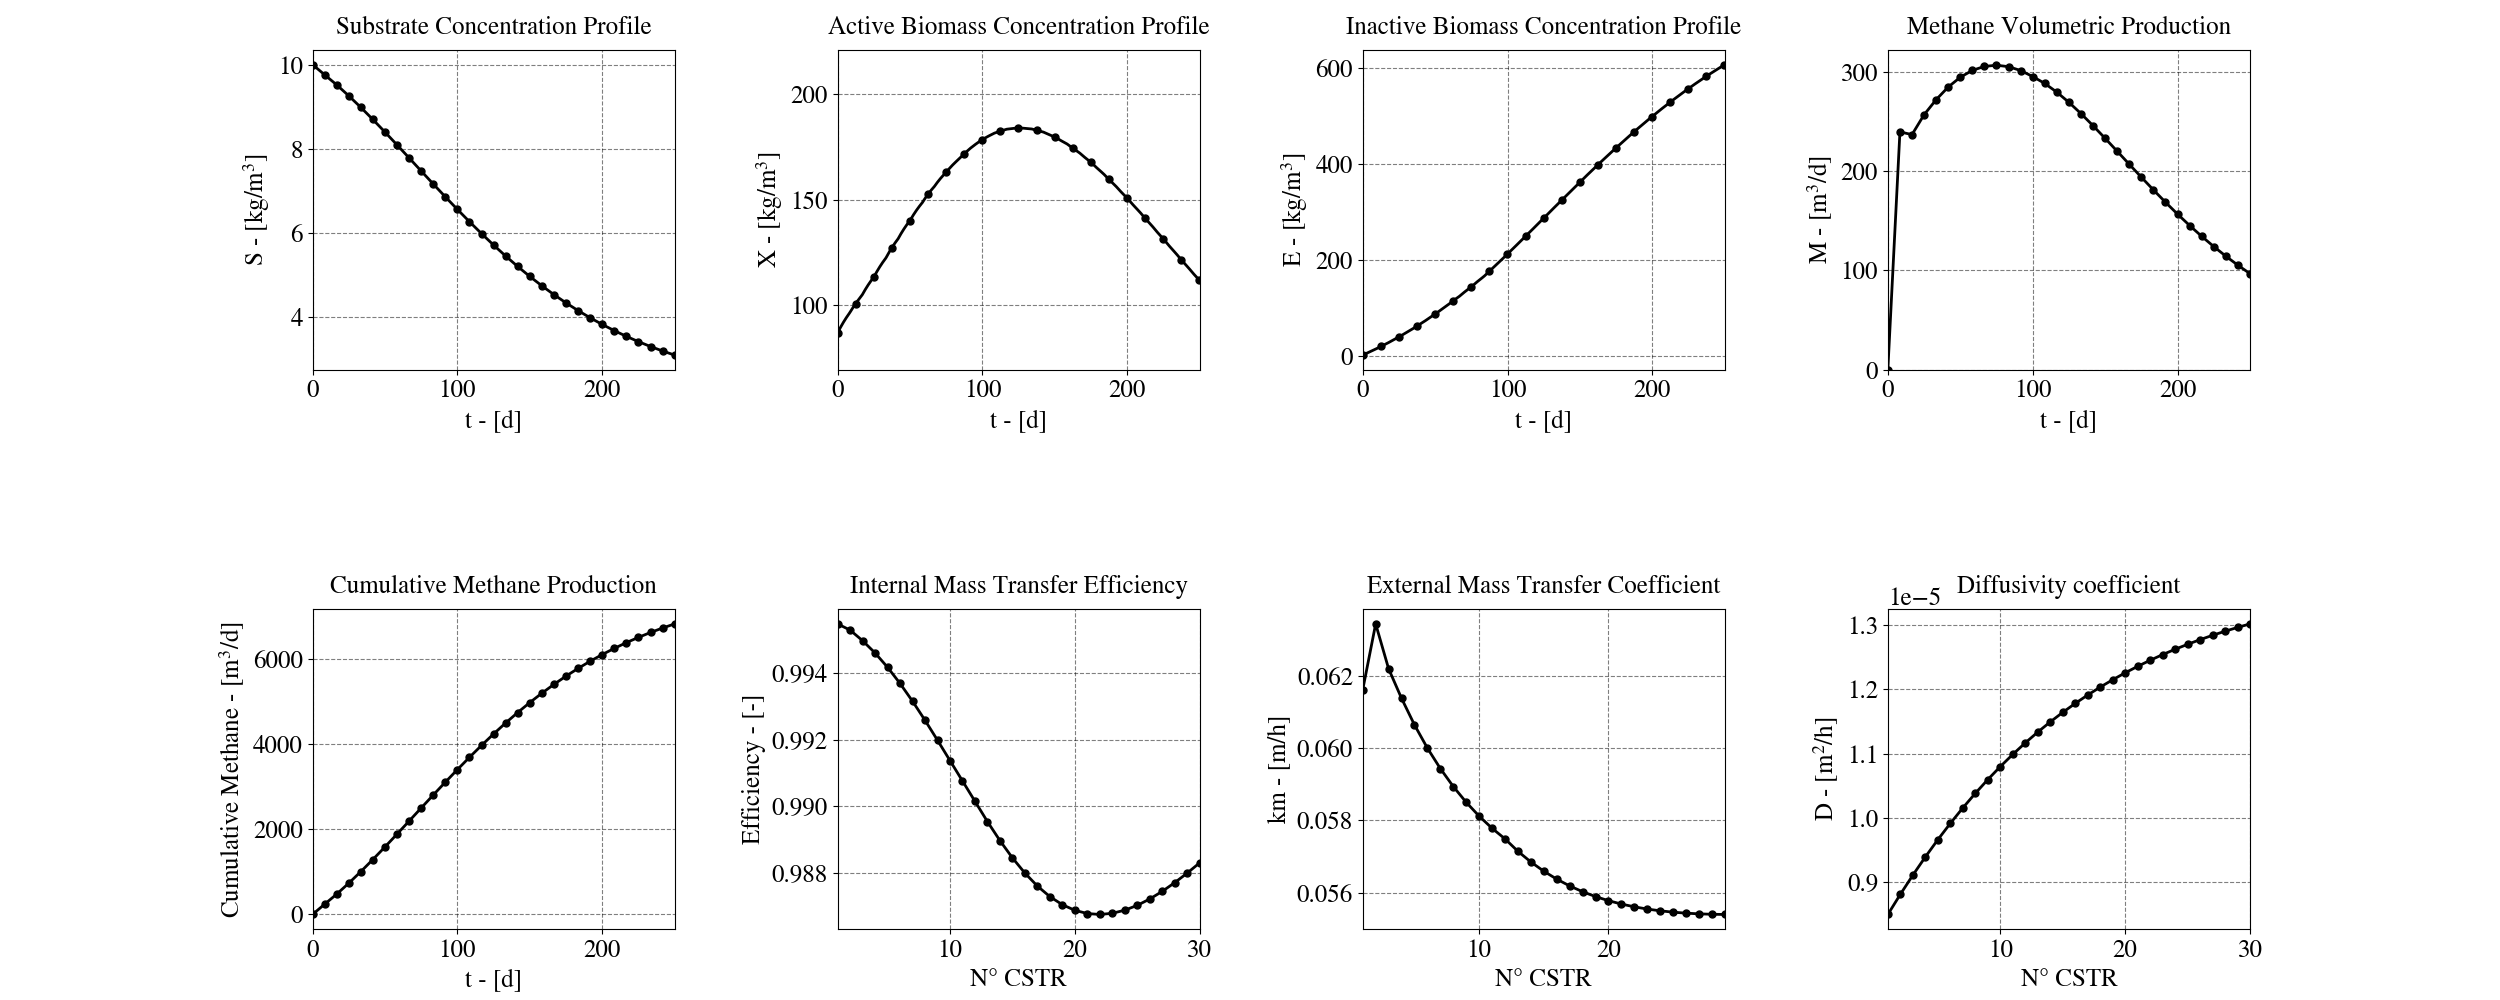 Substrate Concentration Profile
S - [kg/m³]
10
8
6
4
0
100
200
t - [d]
Active Biomass Concentration Profile
X - [kg/m³]
200
150
100
0
100
200
t - [d]
Inactive Biomass Concentration Profile
E - [kg/m³]
600
400
200
0
0
100
200
t - [d]
Methane Volumetric Production
M - [m³/d]
300
200
100
0
0
100
200
t - [d]
Cumulative Methane Production
Cumulative Methane - [m³/d]
6000
4000
2000
0
0
100
200
t - [d]
Internal Mass Transfer Efficiency
Efficiency - [-]
0.994
0.992
0.990
0.988
10
20
30
N° CSTR
External Mass Transfer Coefficient
km - [m/h]
0.062
0.060
0.058
0.056
10
20
N° CSTR
Diffusivity coefficient
1e−5
D - [m²/h]
1.3
1.2
1.1
1.0
0.9
10
20
30
N° CSTR